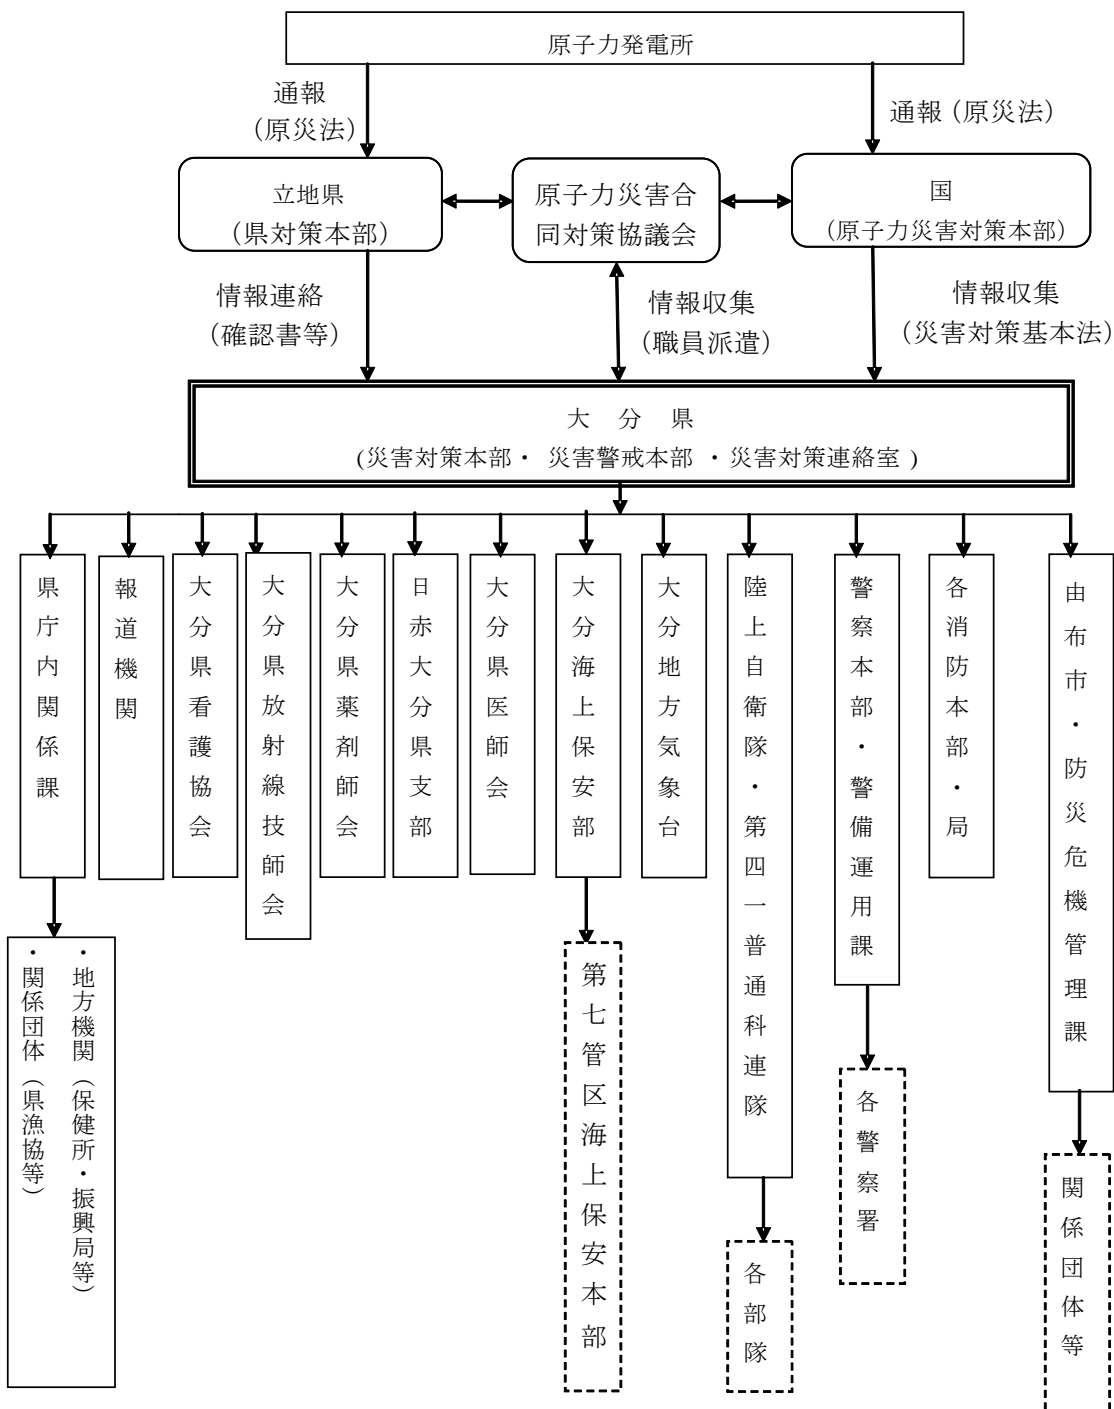 原子力発電所
通報
（原災法）
通報（原災法）
立地県
（県対策本部）
原子力災害合
同対策協議会
国
（原子力災害対策本部）
情報連絡
（確認書等）
情報収集
（職員派遣）
情報収集
（災害対策基本法）
大　分　県
(災害対策本部・ 災害警戒本部 ・災害対策連絡室 )
県庁内関係課
報道機関
大分県看護協会
大分県放射線技師会
大分県薬剤師会
日赤大分県支部
大分県医師会
大分海上保安部
大分地方気象台
陸上自衛隊・第四一普通科連隊
警察本部・警備運用課
各消防本部・局
由布市・防災危機管理課
・地方機関（保健所・振興局等）
・関係団体（県漁協等）
第七管区海上保安本部
各部隊
各警察署
関係団体等